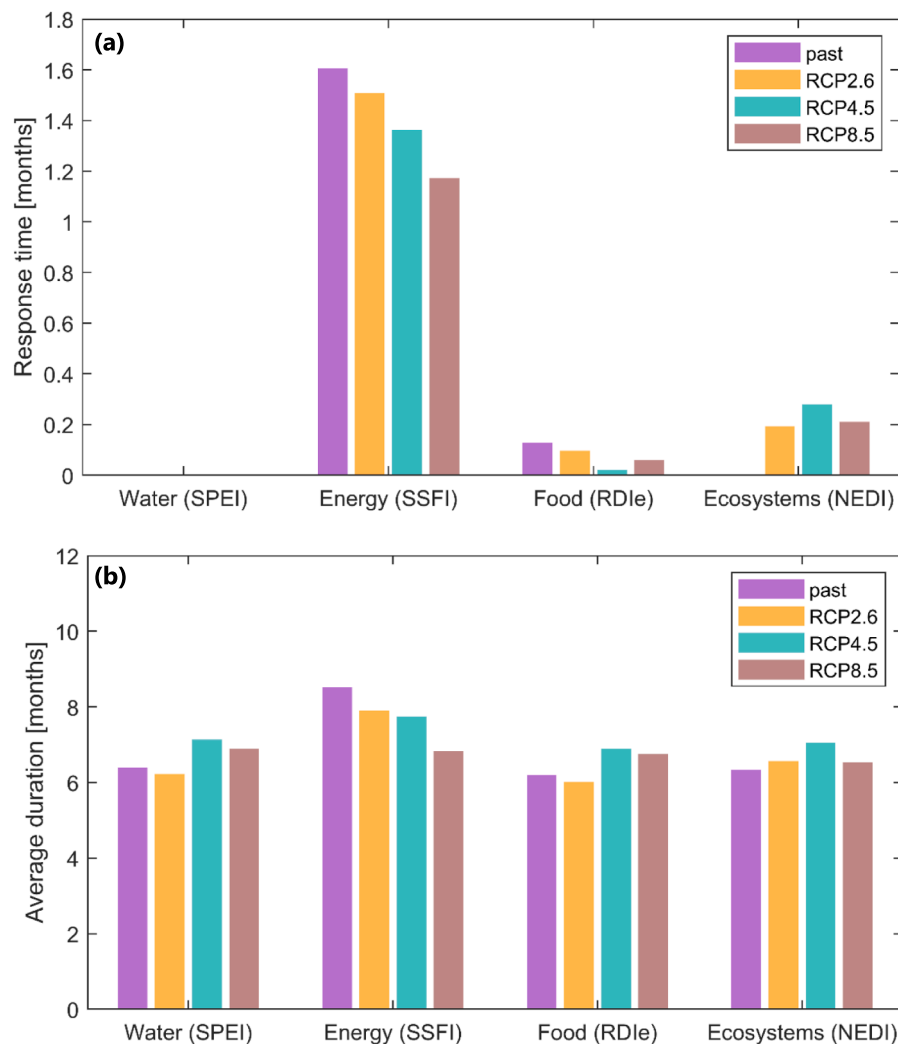 (a)
Response time [months]
1.8
1.6
1.4
1.2
1
0.8
0.6
0.4
0.2
0
past
RCP2.6
RCP4.5
RCP8.5
Water (SPEI) Energy (SSFI) Food (RDIe) Ecosystems (NEDI)
(b)
Average duration [months]
12
10
8
6
4
2
0
past
RCP2.6
RCP4.5
RCP8.5
Water (SPEI) Energy (SSFI) Food (RDIe) Ecosystems (NEDI)